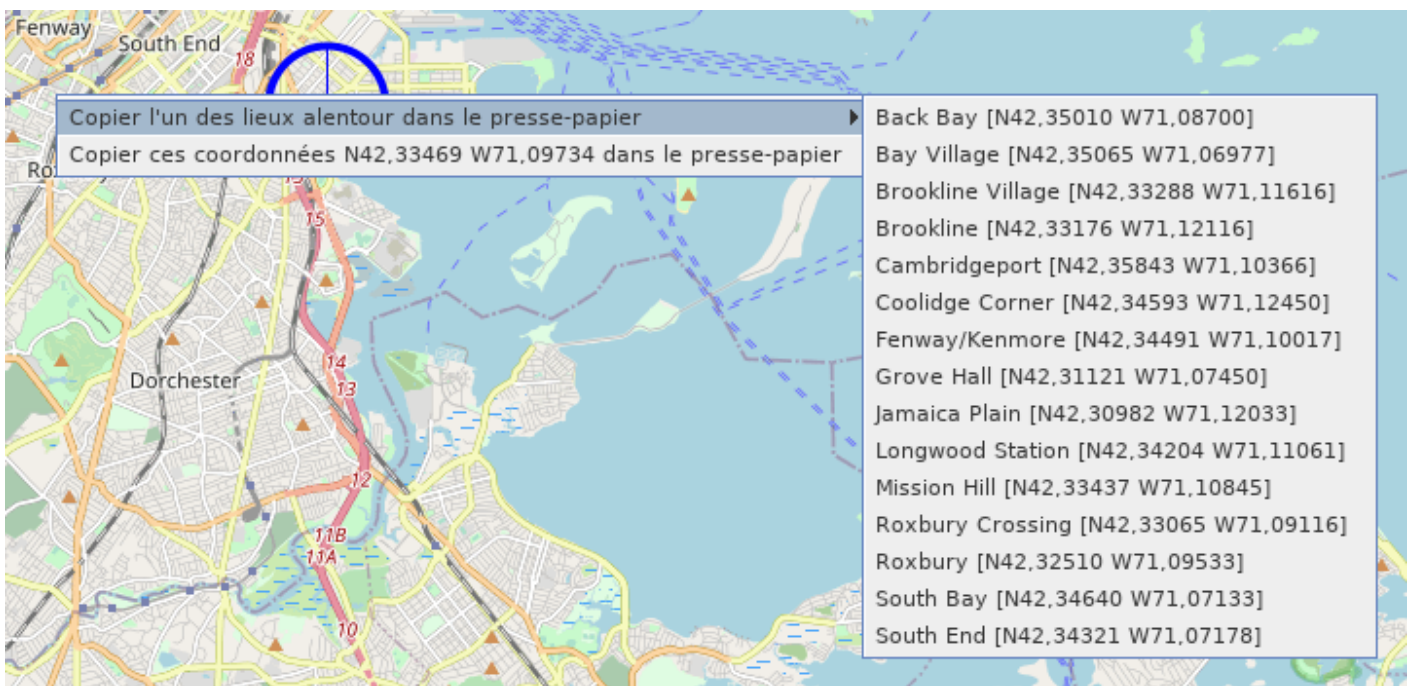 Fenway
South End
18
Copier l'un des lieux alentour dans le presse-papier
Copier ces coordonnées N42,33469 W71,09734 dans le presse-papier
Back Bay [N42,35010 W71,08700]
Bay Village [N42,35065 W71,06977]
Brookline Village [N42,33288 W71,11616]
Brookline [N42,33176 W71,12116]
Cambridgeport [N42,35843 W71,10366]
Coolidge Corner [N42,34593 W71,12450]
Fenway/Kenmore [N42,34491 W71,10017]
Grove Hall [N42,31121 W71,07450]
Jamaica Plain [N42,30982 W71,12033]
Longwood Station [N42,34204 W71,11061]
Mission Hill [N42,33437 W71,10845]
Roxbury Crossing [N42,33065 W71,09116]
Roxbury [N42,32510 W71,09533]
South Bay [N42,34640 W71,07133]
South End [N42,34321 W71,07178]
Ro
15
14
13
Dorchester
12
11B
11A
10